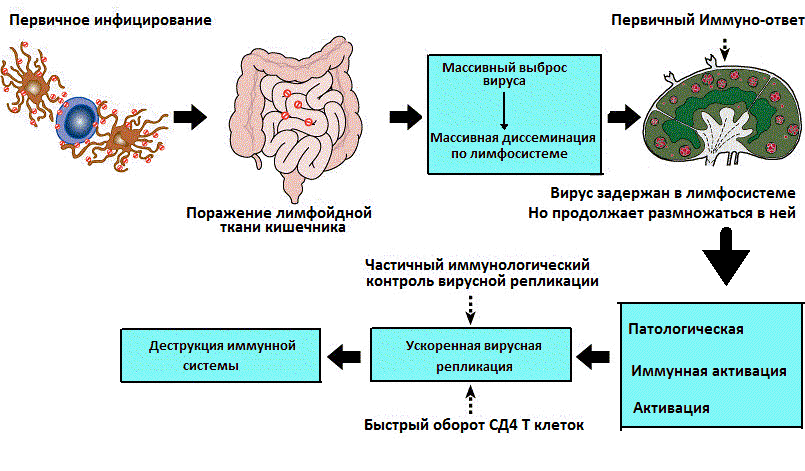 Первичное инфицирование
Первичный Иммуно-ответ
Массивный выброс
вируса
Массивная диссеминация
по лимфосистеме
Поражение лимфойдной
ткани кишечника
Вирус задержан в лимфосистеме
Но продолжает размножаться в ней
Частичный иммунологический
контроль вирусной репликации
Патологическая
Иммунная активация
Активация
Ускоренная вирусная
репликация
Деструкция иммунной
системы
Быстрый оборот СД4 Т клеток